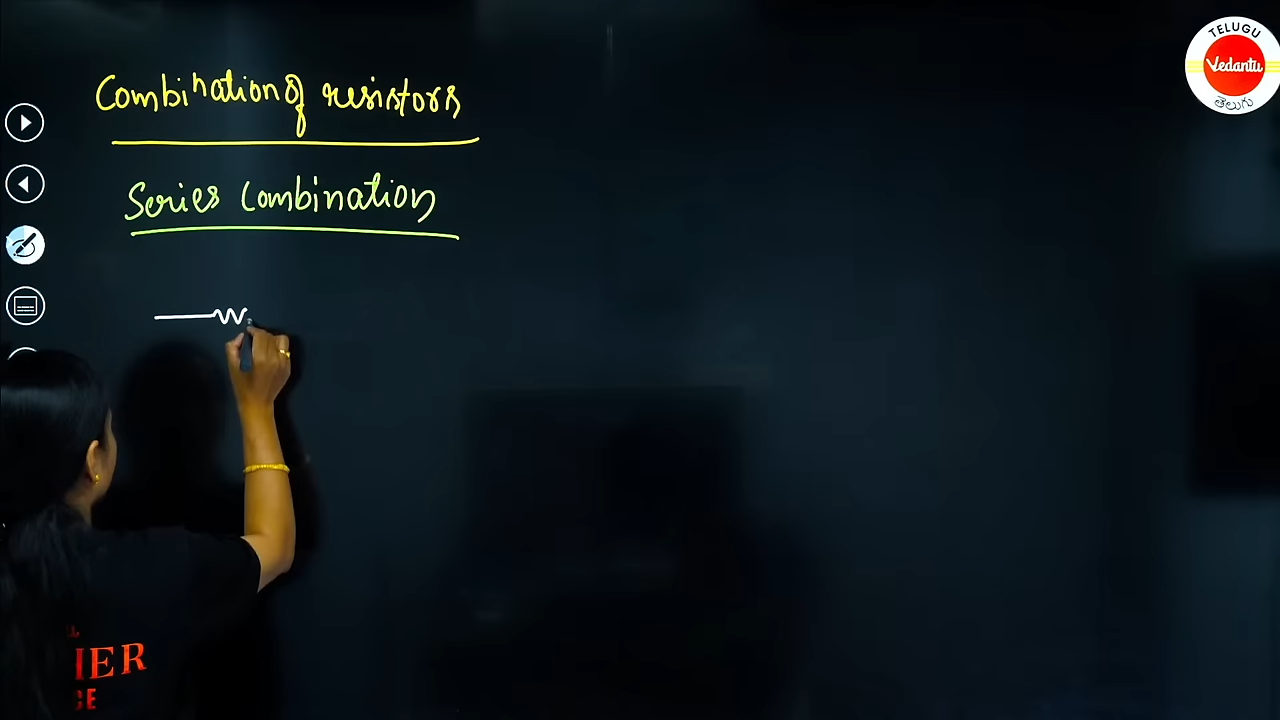 Combination of resistors
Series Combination
TELUGU
Vedantu
తెలుగు
IER